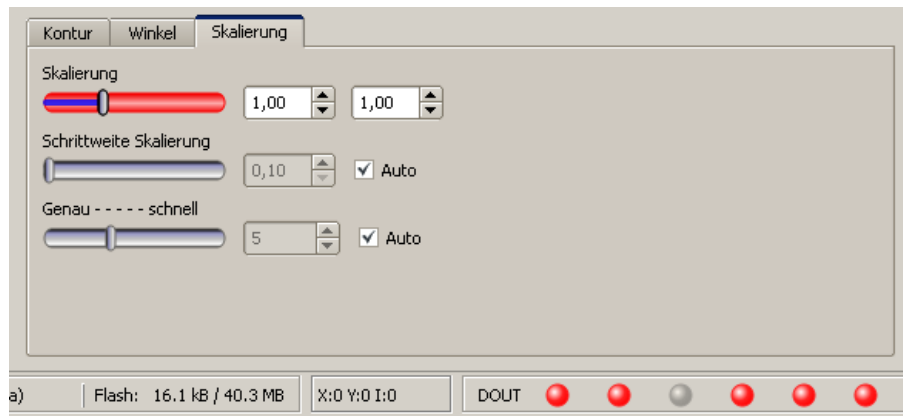 Kontur Winkel Skalierung
Skalierung
1,00 1,00
Schrittweite Skalierung
0,10 Auto
Genau - - - - - schnell
5 Auto
a) Flash: 16.1 kB / 40.3 MB X:0 Y:0 I:0 DOUT